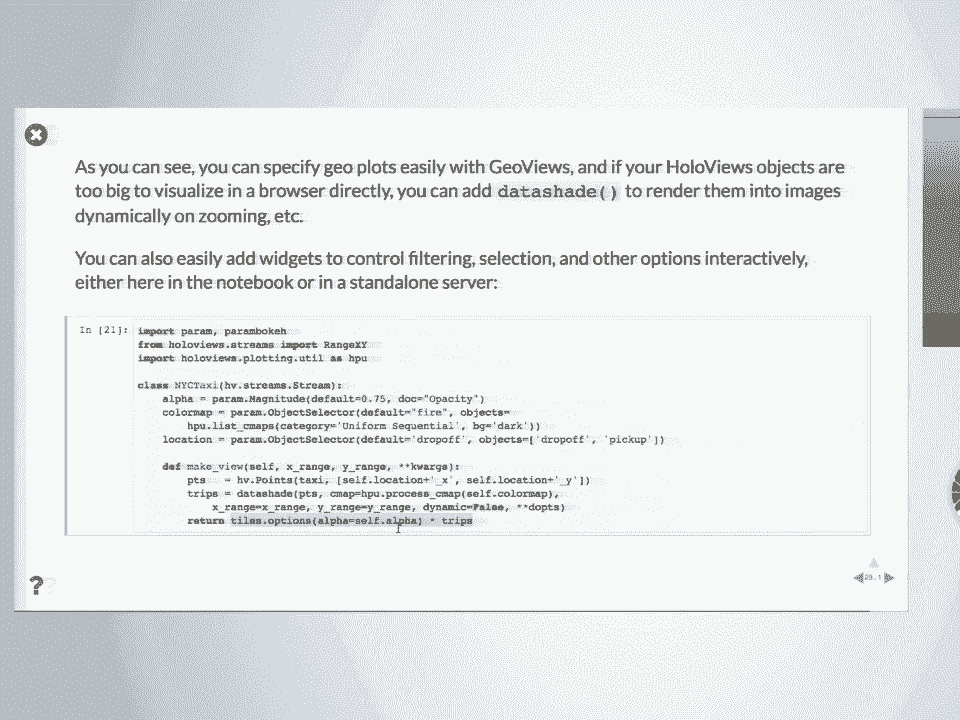 As you can see, you can specify geo plots easily with GeoViews, and if your HoloViews objects are
too big to visualize in a browser directly, you can add datashade() to render them into images
dynamically on zooming, etc.
You can also easily add widgets to control filtering, selection, and other options interactively,
either here in the notebook or in a standalone server:
In [21]: import param, parambokeh
from holoviews.streams import RangeXY
import holoviews.plotting.util as hpu
class NYCTaxi(hv.streams.Stream):
alpha = param.Magnitude(default=0.75, doc="Opacity")
colormap = param.ObjectSelector(default="fire", objects=
hpu.list_cmaps(category='Uniform Sequential', bg='dark'))
location = param.ObjectSelector(default='dropoff', objects=['dropoff', 'pickup'])
def make_view(self, x_range, y_range, **kwargs):
pts = hv.Points(taxi, [self.location+'_x', self.location+'_y'])
trips = datashade(pts, cmap=hpu.process_cmap(self.colormap),
x_range=x_range, y_range=y_range, dynamic=False, **dopts)
return tiles.options(alpha=self.alpha) * trips
?